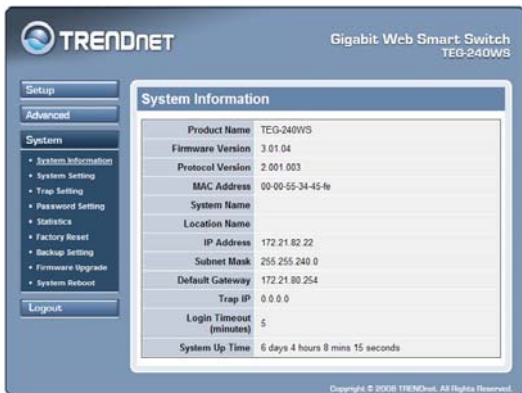 TRENDNET
Gigabit Web Smart Switch
TEG-240WS
Setup
Advanced
System
• System Information
• System Setting
• Trap Setting
• Password Setting
• Statistics
• Factory Reset
• Backup Setting
• Firmware Upgrade
• System Reboot
Logout
System Information
Product Name TEG-240WS
Firmware Version 3.01.04
Protocol Version 2.001.003
MAC Address 00-00-55-34-45-fe
System Name
Location Name
IP Address 172.21.82.22
Subnet Mask 255.255.240.0
Default Gateway 172.21.80.254
Trap IP 0.0.0.0
Login Timeout
(minutes) 5
System Up Time 6 days 4 hours 8 mins 15 seconds
Copyright © 2008 TRENDnet. All Rights Reserved.